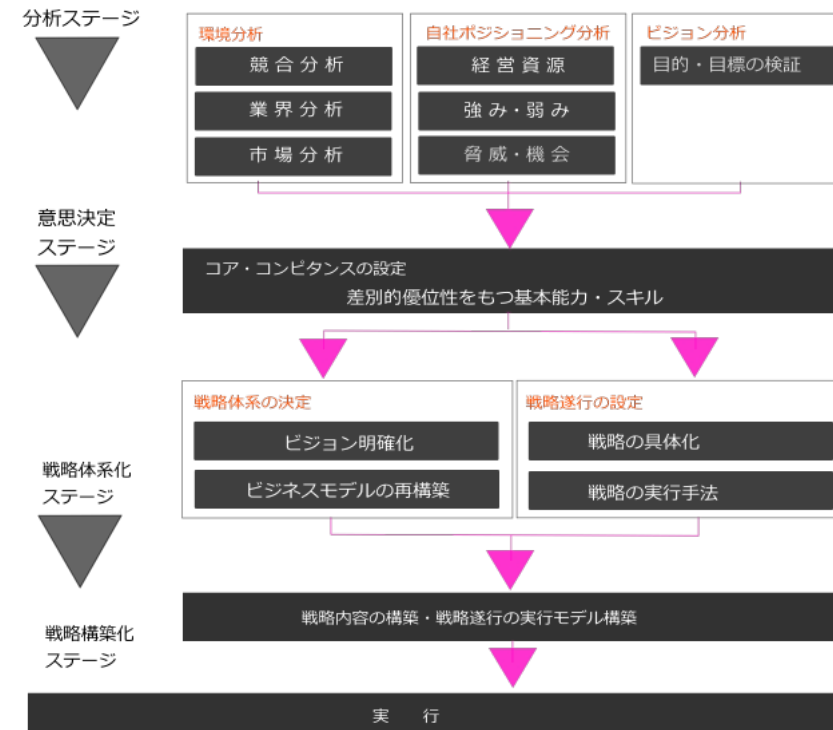 分析ステージ
環境分析
競合分析
業界分析
市場分析
自社ポジショニング分析
経営資源
強み・弱み
脅威・機会
ビジョン分析
目的・目標の検証
意思決定
ステージ
コア・コンピタンスの設定
差別的優位性をもつ基本能力・スキル
戦略体系の決定
ビジョン明確化
ビジネスモデルの再構築
戦略遂行の設定
戦略の具体化
戦略の実行手法
戦略体系化
ステージ
戦略内容の構築・戦略遂行の実行モデル構築
戦略構築化
ステージ
実　行